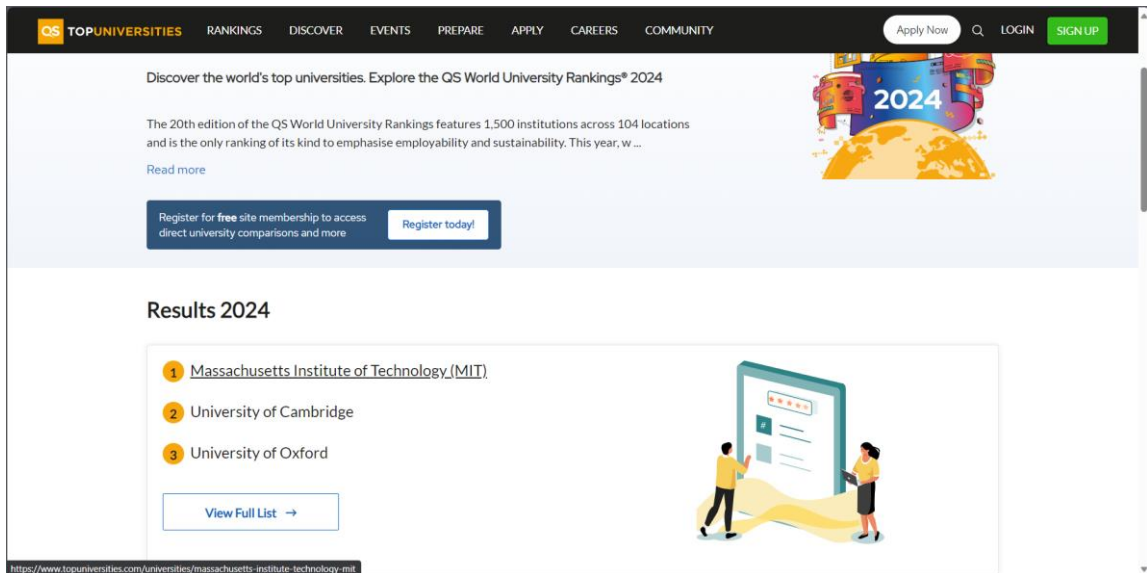 QS TOPUNIVERSITIES RANKINGS DISCOVER EVENTS PREPARE APPLY CAREERS COMMUNITY Apply Now LOGIN SIGN UP
Discover the world's top universities. Explore the QS World University Rankings® 2024
2024
The 20th edition of the QS World University Rankings features 1,500 institutions across 104 locations
and is the only ranking of its kind to emphasise employability and sustainability. This year, w ...
Read more
Register for free site membership to access
direct university comparisons and more
Register today!
Results 2024
1 Massachusetts Institute of Technology (MIT)
2 University of Cambridge
3 University of Oxford
#
View Full List →
https://www.topuniversities.com/universities/massachusetts-institute-technology-mit